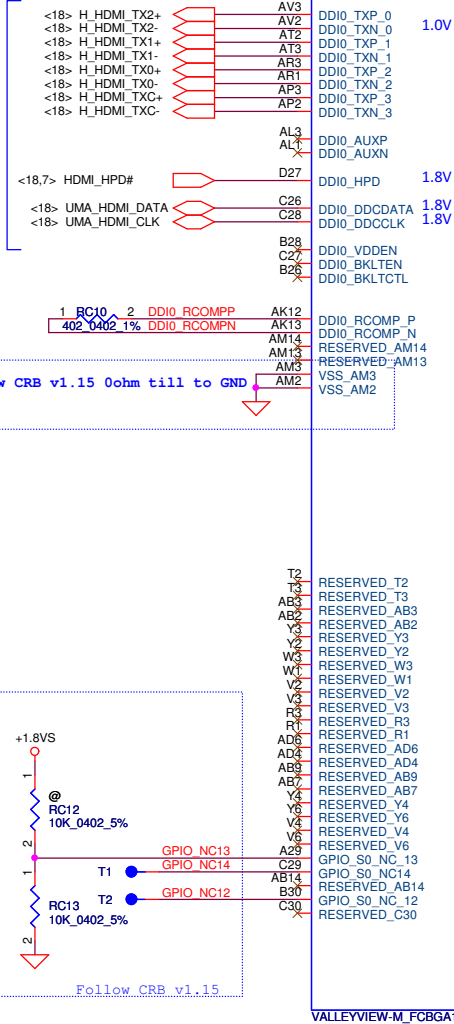 <18> H_HDMI_TX2+ AV3 DDI0_TXP_0
<18> H_HDMI_TX2- AV2 DDI0_TXN_0 1.0V
<18> H_HDMI_TX1+ AT2 DDI0_TXP_1
<18> H_HDMI_TX1- AT3 DDI0_TXN_1
<18> H_HDMI_TX0+ AR3 DDI0_TXP_2
<18> H_HDMI_TX0- AR1 DDI0_TXN_2
<18> H_HDMI_TXC+ AP3 DDI0_TXP_3
<18> H_HDMI_TXC- AP2 DDI0_TXN_3
AL3 DDI0_AUXP
AL1 DDI0_AUXN
<18,7> HDMI_HPD# D27 DDI0_HPD 1.8V
<18> UMA_HDMI_DATA C26 DDI0_DDCDATA 1.8V
<18> UMA_HDMI_CLK C28 DDI0_DDCCLK 1.8V
B28 DDI0_VDDEN
C27 DDI0_BKLTEN
B26 DDI0_BKLTCTL
1 RC10 2 DDI0_RCOMPP AK12 DDI0_RCOMP_P
402_0402_1% DDI0_RCOMPN AK13 DDI0_RCOMP_N
AM14 RESERVED_AM14
AM13 RESERVED_AM13
AM3 VSS_AM3
w CRB v1.15 0ohm till to GND AM2 VSS_AM2
T2 RESERVED_T2
T3 RESERVED_T3
AB3 RESERVED_AB3
AB2 RESERVED_AB2
Y3 RESERVED_Y3
Y2 RESERVED_Y2
W3 RESERVED_W3
W1 RESERVED_W1
V2 RESERVED_V2
V3 RESERVED_V3
R3 RESERVED_R3
R1 RESERVED_R1
AD6 RESERVED_AD6
AD4 RESERVED_AD4
AB9 RESERVED_AB9
AB7 RESERVED_AB7
Y4 RESERVED_Y4
Y6 RESERVED_Y6
V4 RESERVED_V4
V6 RESERVED_V6
GPIO_NC13 A29 GPIO_S0_NC_13
GPIO_NC14 C29 GPIO_S0_NC14
AB14 RESERVED_AB14
GPIO_NC12 B30 GPIO_S0_NC_12
C30 RESERVED_C30
+1.8VS
1
@
RC12
10K_0402_5%
2
1
T1
T2
RC13
10K_0402_5%
2
Follow CRB v1.15
VALLEYVIEW-M_FCBGA1